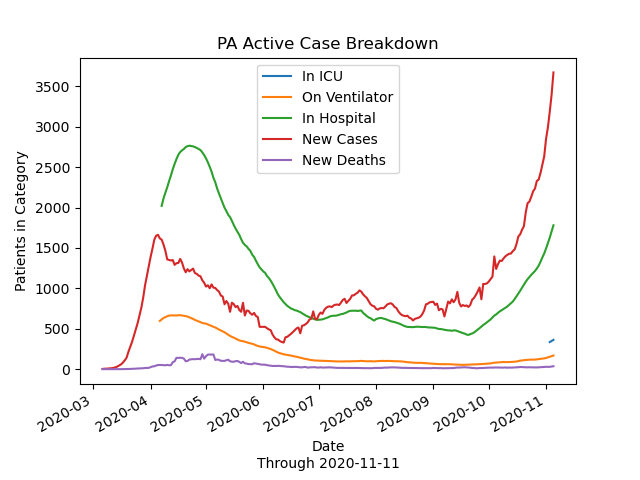 PA Active Case Breakdown
In ICU
On Ventilator
In Hospital
New Cases
New Deaths
Patients in Category
3500
3000
2500
2000
1500
1000
500
0
2020-03
2020-04
2020-05
2020-06
2020-07
2020-08
2020-09
2020-10
2020-11
Date
Through 2020-11-11